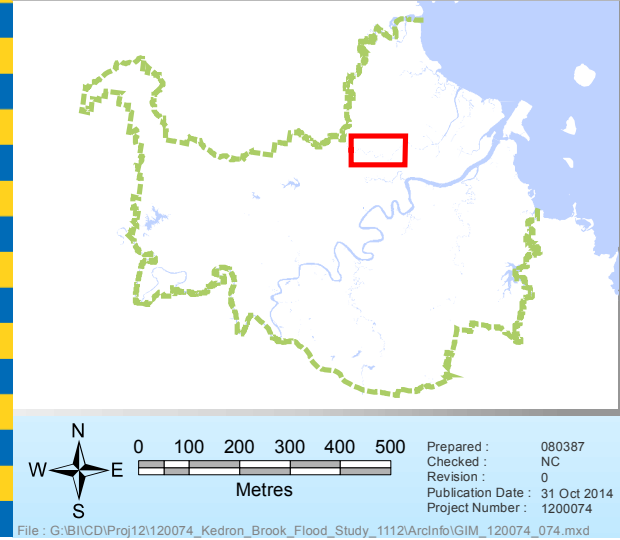 N
W E
S
0 100 200 300 400 500
Metres
Prepared : 080387
Checked : NC
Revision : 0
Publication Date : 31 Oct 2014
Project Number : 1200074
File : G:\BI\CD\Proj12\120074_Kedron_Brook_Flood_Study_1112\ArcInfo\GIM_120074_074.mxd